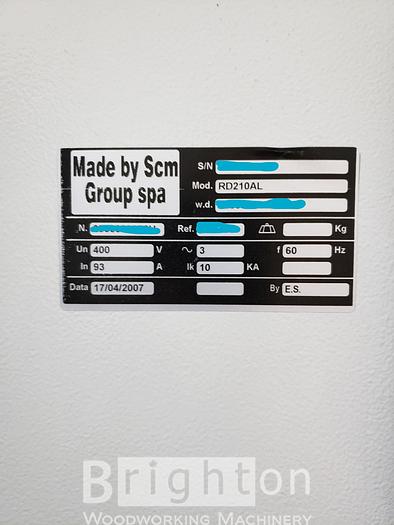 Made by Scm
Group spa
S/N
Mod. RD210AL
w.d.
N. Ref. Kg
Un 400 V ~ 3 f 60 Hz
In 93 A Ik 10 KA
Data 17/04/2007 By E.S.
Brighton
WOODWORKING MACHINERY